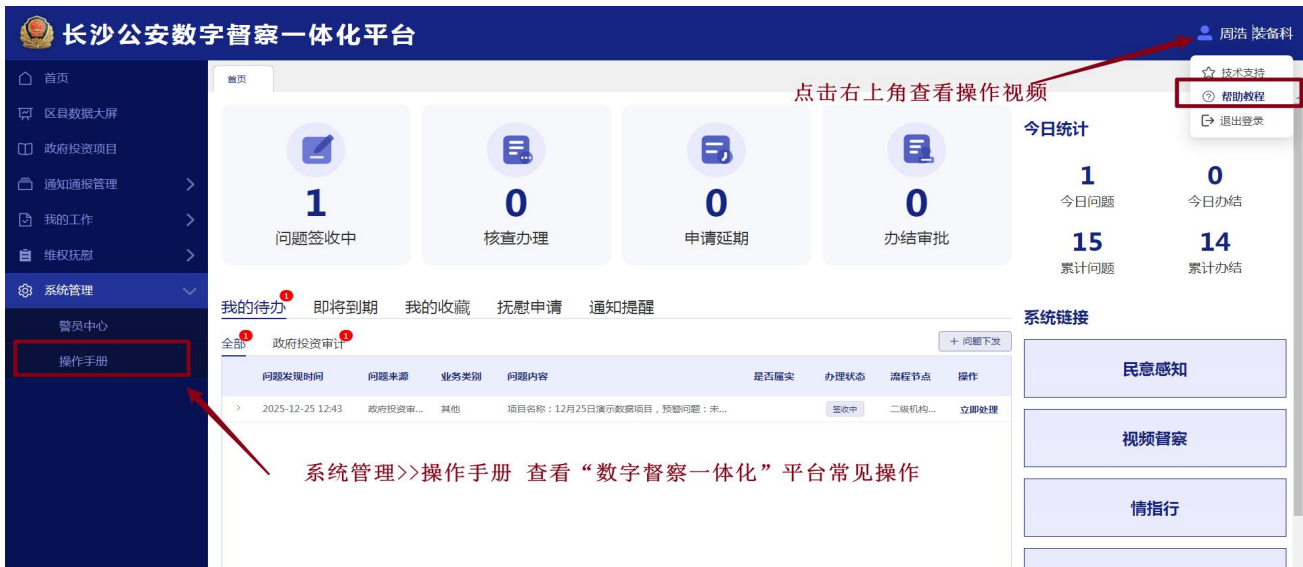 长沙公安数字督察一体化平台
周浩 装备科
首页
区县数据大屏
政府投资项目
通知通报管理
我的工作
维权抚慰
系统管理
警员中心
操作手册
首页
点击右上角查看操作视频
技术支持
帮助教程
退出登录
1
问题签收中
0
核查办理
0
申请延期
0
办结审批
今日统计
1
今日问题
0
今日办结
15
累计问题
14
累计办结
我的待办 1 即将到期 我的收藏 抚慰申请 通知提醒
全部 1 政府投资审计 1
+ 问题下发
问题发现时间 问题来源 业务类别 问题内容 是否属实 办理状态 流程节点 操作
2025-12-25 12:43 政府投资审... 其他 项目名称：12月25日演示数据项目，预警问题：未... 签收中 二级机构... 立即处理
系统管理>>操作手册 查看“数字督察一体化”平台常见操作
系统链接
民意感知
视频督察
情指行